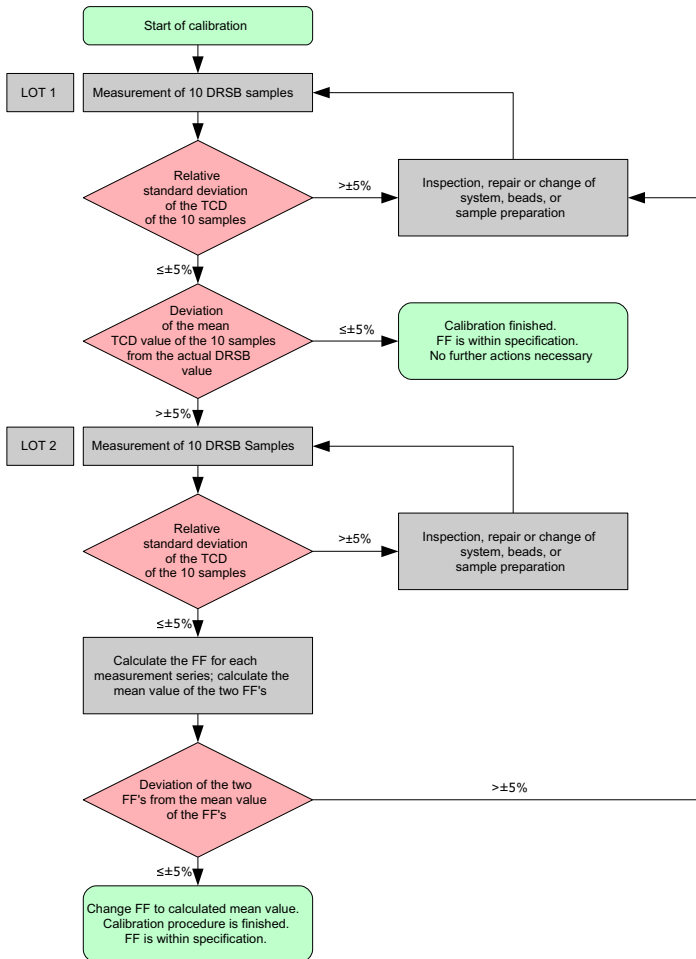 Start of calibration
LOT 1
Measurement of 10 DRSB samples
Relative
standard deviation
of the TCD
of the 10 samples
>±5%
Inspection, repair or change of
system, beads, or
sample preparation
≤±5%
Deviation
of the mean
TCD value of the 10 samples
from the actual DRSB
value
≤±5%
Calibration finished.
FF is within specification.
No further actions necessary
>±5%
LOT 2
Measurement of 10 DRSB Samples
Relative
standard deviation
of the TCD
of the 10 samples
>±5%
Inspection, repair or change of
system, beads, or
sample preparation
≤±5%
Calculate the FF for each
measurement series; calculate the
mean value of the two FF's
Deviation of the two
FF's from the mean value
of the FF's
>±5%
≤±5%
Change FF to calculated mean value.
Calibration procedure is finished.
FF is within specification.